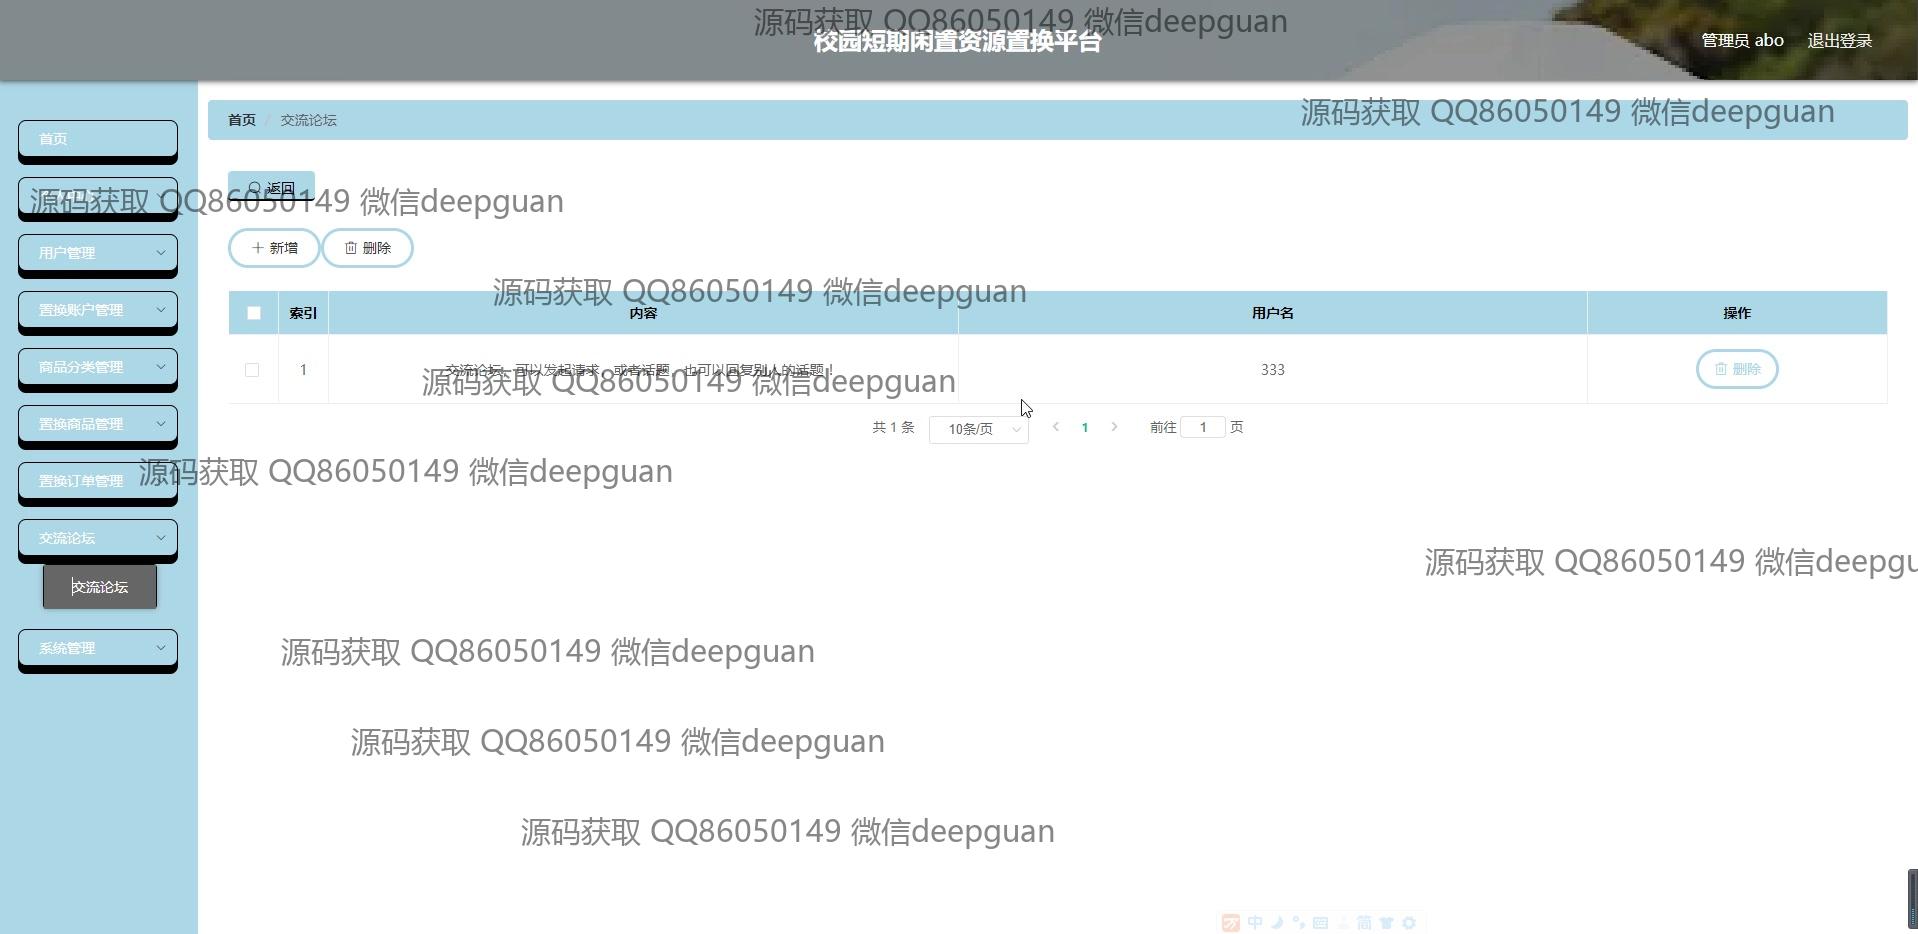 源码获取 QQ86050149 微信deepguan
校园短期闲置资源置换平台
管理员 abo 退出登录
首页 / 交流论坛
源码获取 QQ86050149 微信deepguan
首页
返回
源码获取 QQ86050149 微信deepguan
新增 删除
用户管理
源码获取 QQ86050149 微信deepguan
置换账户管理
索引 内容 用户名 操作
商品分类管理
1 交流论坛，可以发起请求，或者话题，也可以回复别人的话题！ 333 删除
源码获取 QQ86050149 微信deepguan
置换商品管理
共 1 条 10条/页 1 前往 1 页
源码获取 QQ86050149 微信deepguan
置换订单管理
交流论坛
源码获取 QQ86050149 微信deepgu
交流论坛
系统管理
源码获取 QQ86050149 微信deepguan
源码获取 QQ86050149 微信deepguan
源码获取 QQ86050149 微信deepguan
中 简